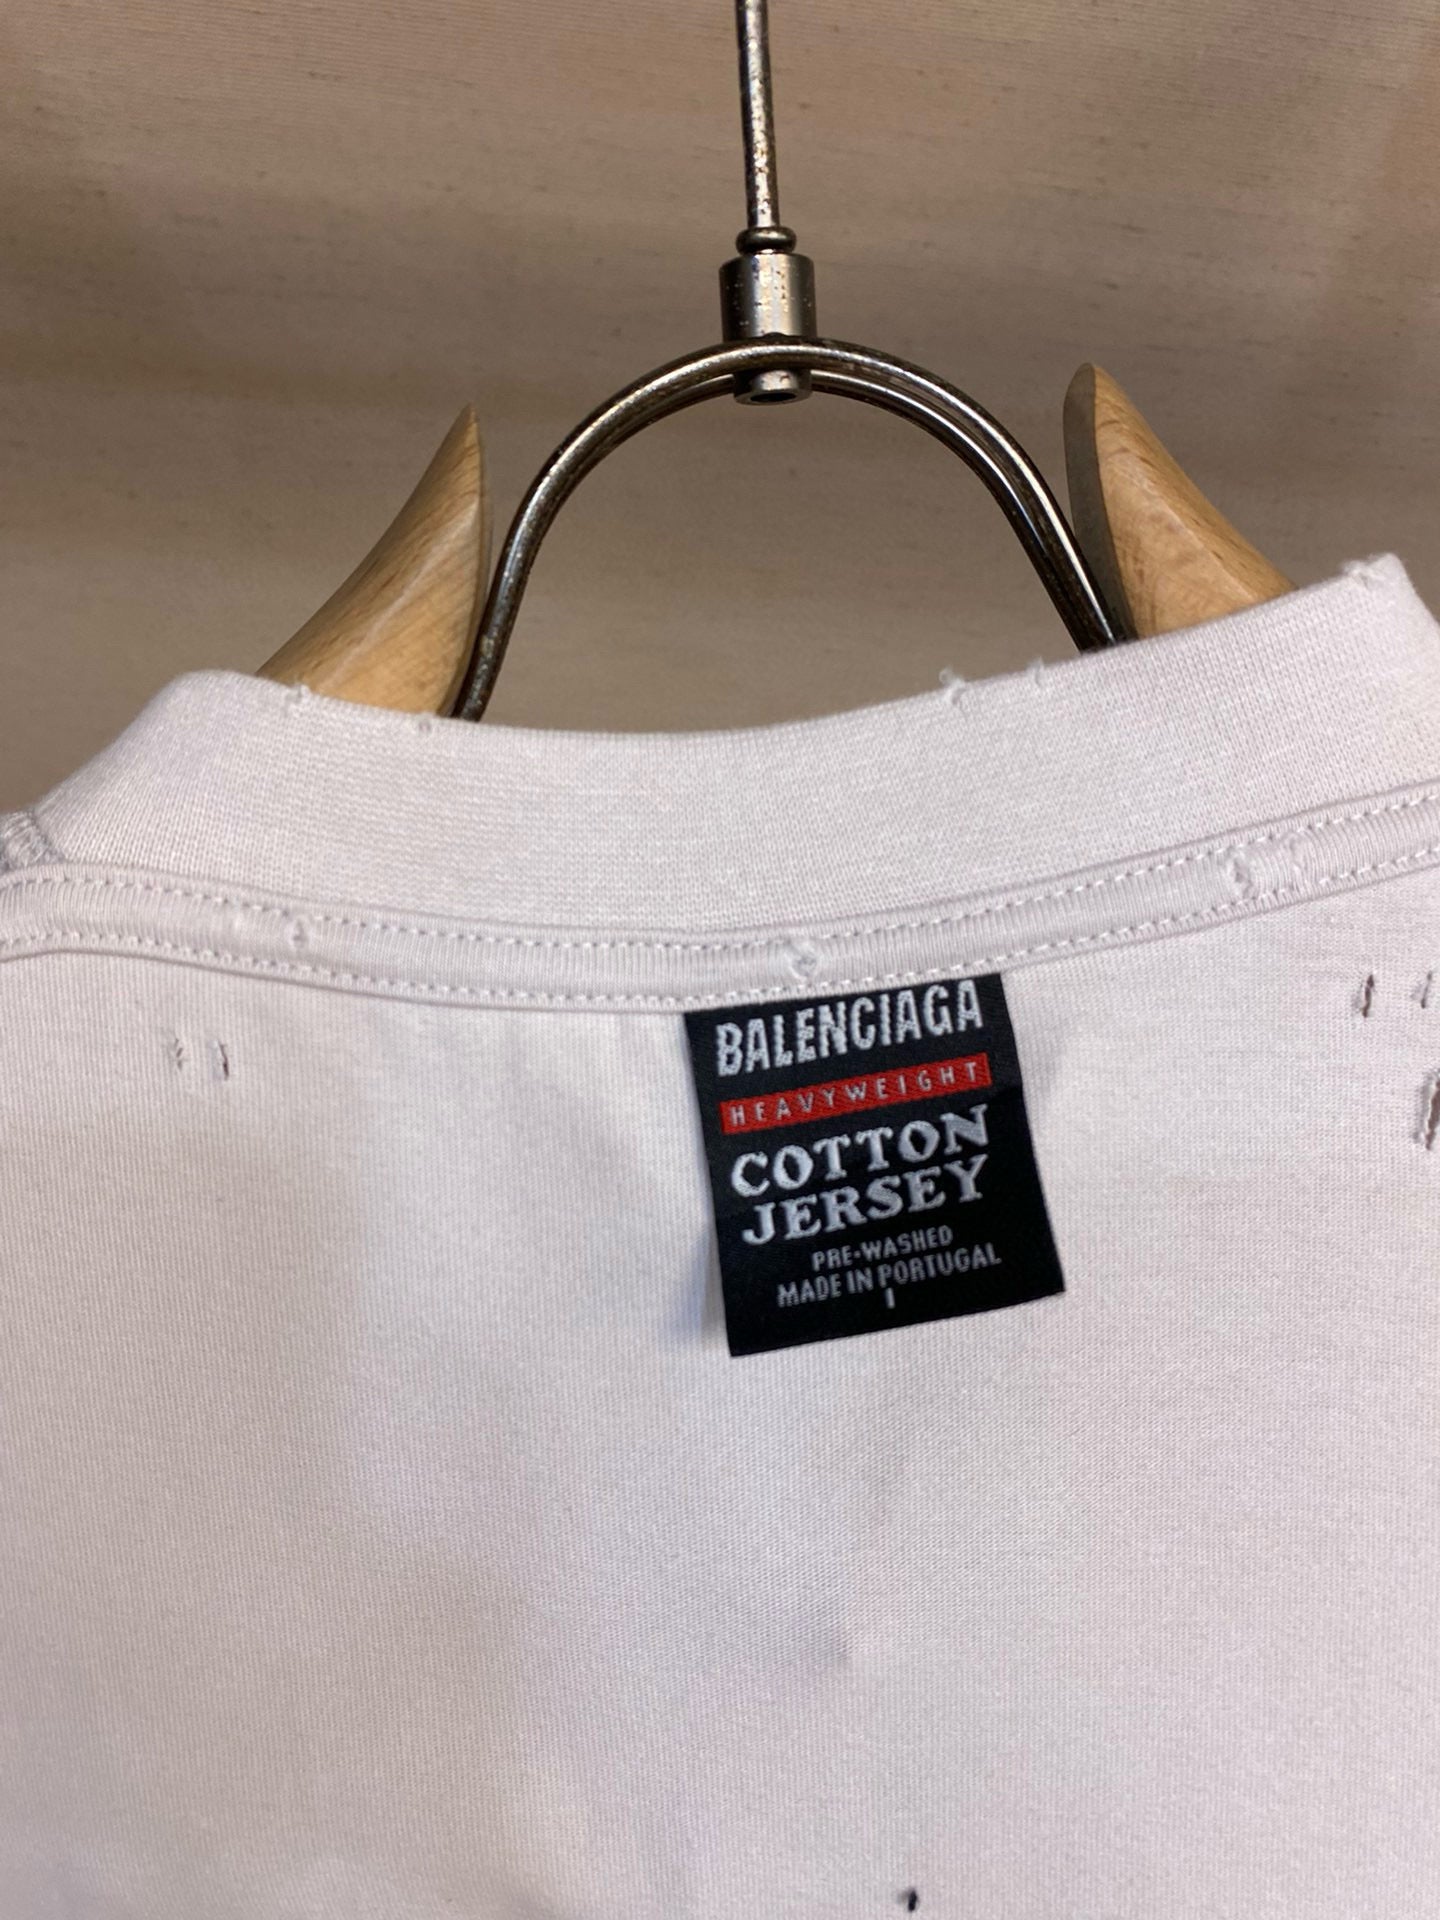 BALENCIAGA
HEAVYWEIGHT
COTTON
JERSEY
PRE-WASHED
MADE IN PORTUGAL
1